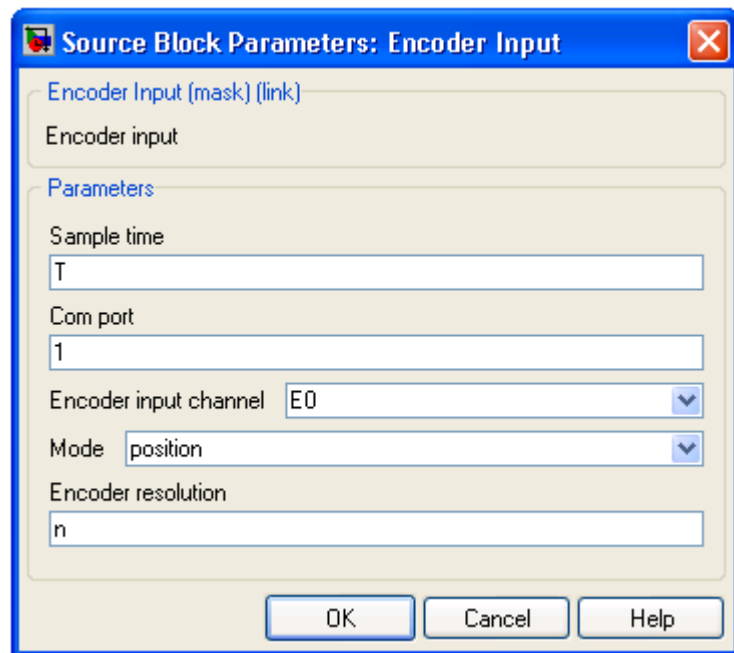 Source Block Parameters: Encoder Input
Encoder Input (mask) (link)
Encoder input
Parameters
Sample time
T
Com port
1
Encoder input channel E0
Mode position
Encoder resolution
n
OK Cancel Help